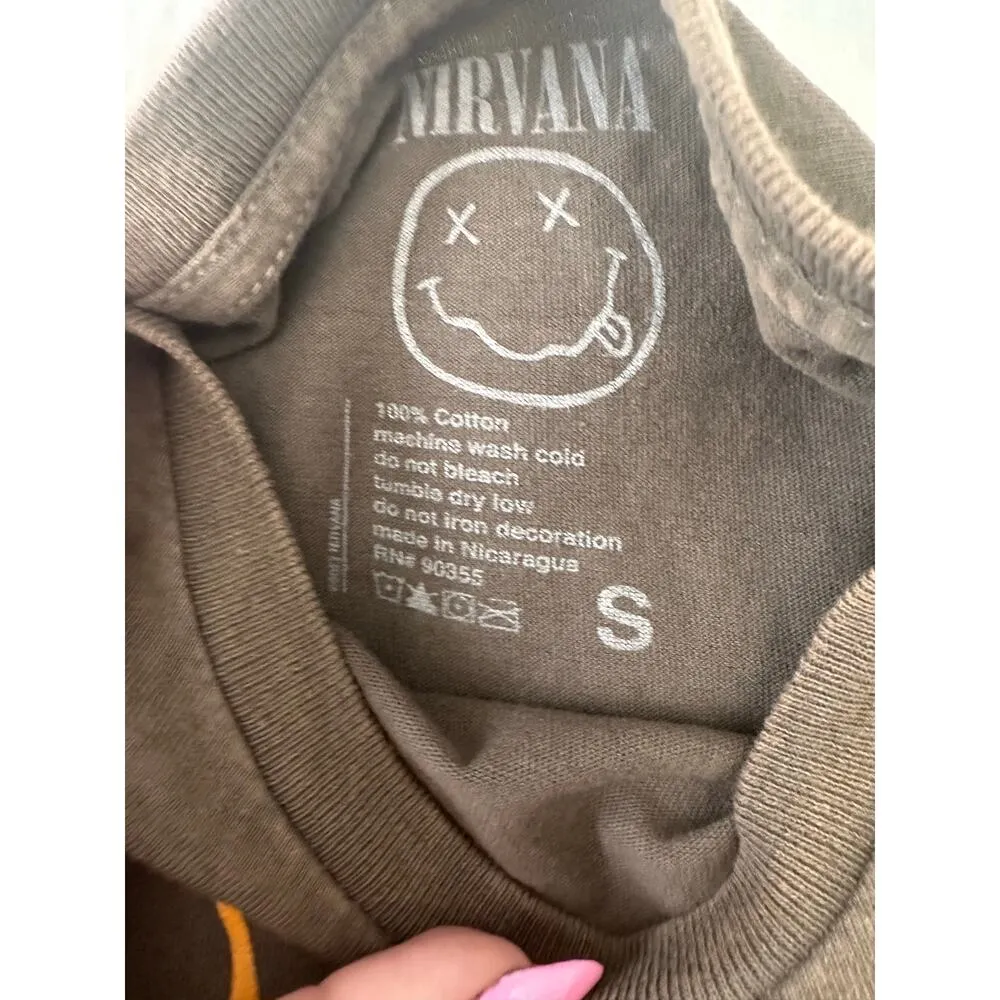 NIRVANA
100% Cotton
machine wash cold
do not bleach
tumble dry low
do not iron decoration
made in Nicaragua
RN# 90355
S